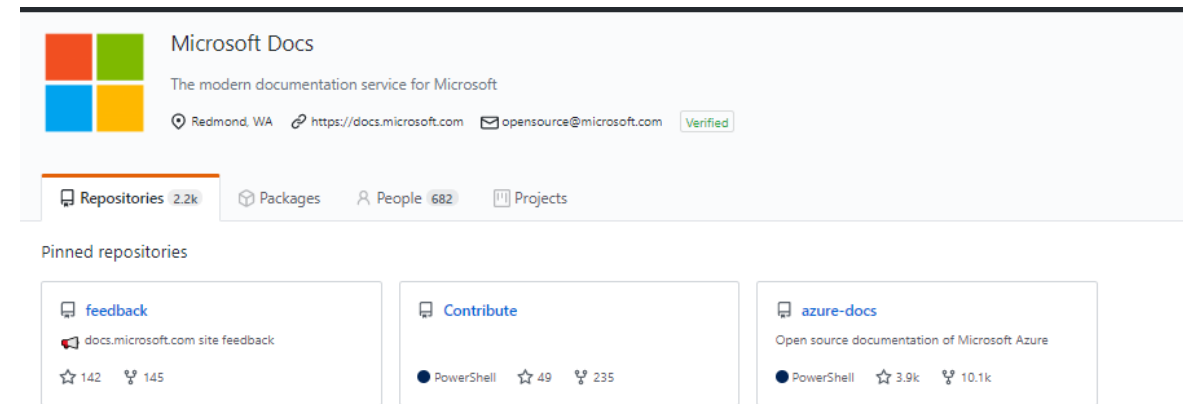 Microsoft Docs
The modern documentation service for Microsoft
Redmond, WA https://docs.microsoft.com opensource@microsoft.com Verified
Repositories 2.2k Packages People 682 Projects
Pinned repositories
feedback
docs.microsoft.com site feedback
142 145
Contribute
PowerShell 49 235
azure-docs
Open source documentation of Microsoft Azure
PowerShell 3.9k 10.1k